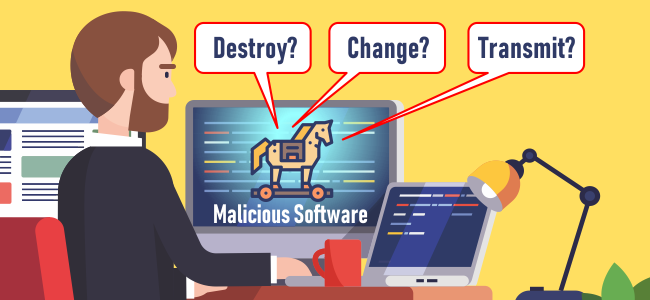 Destroy?
Change?
Transmit?
Malicious Software